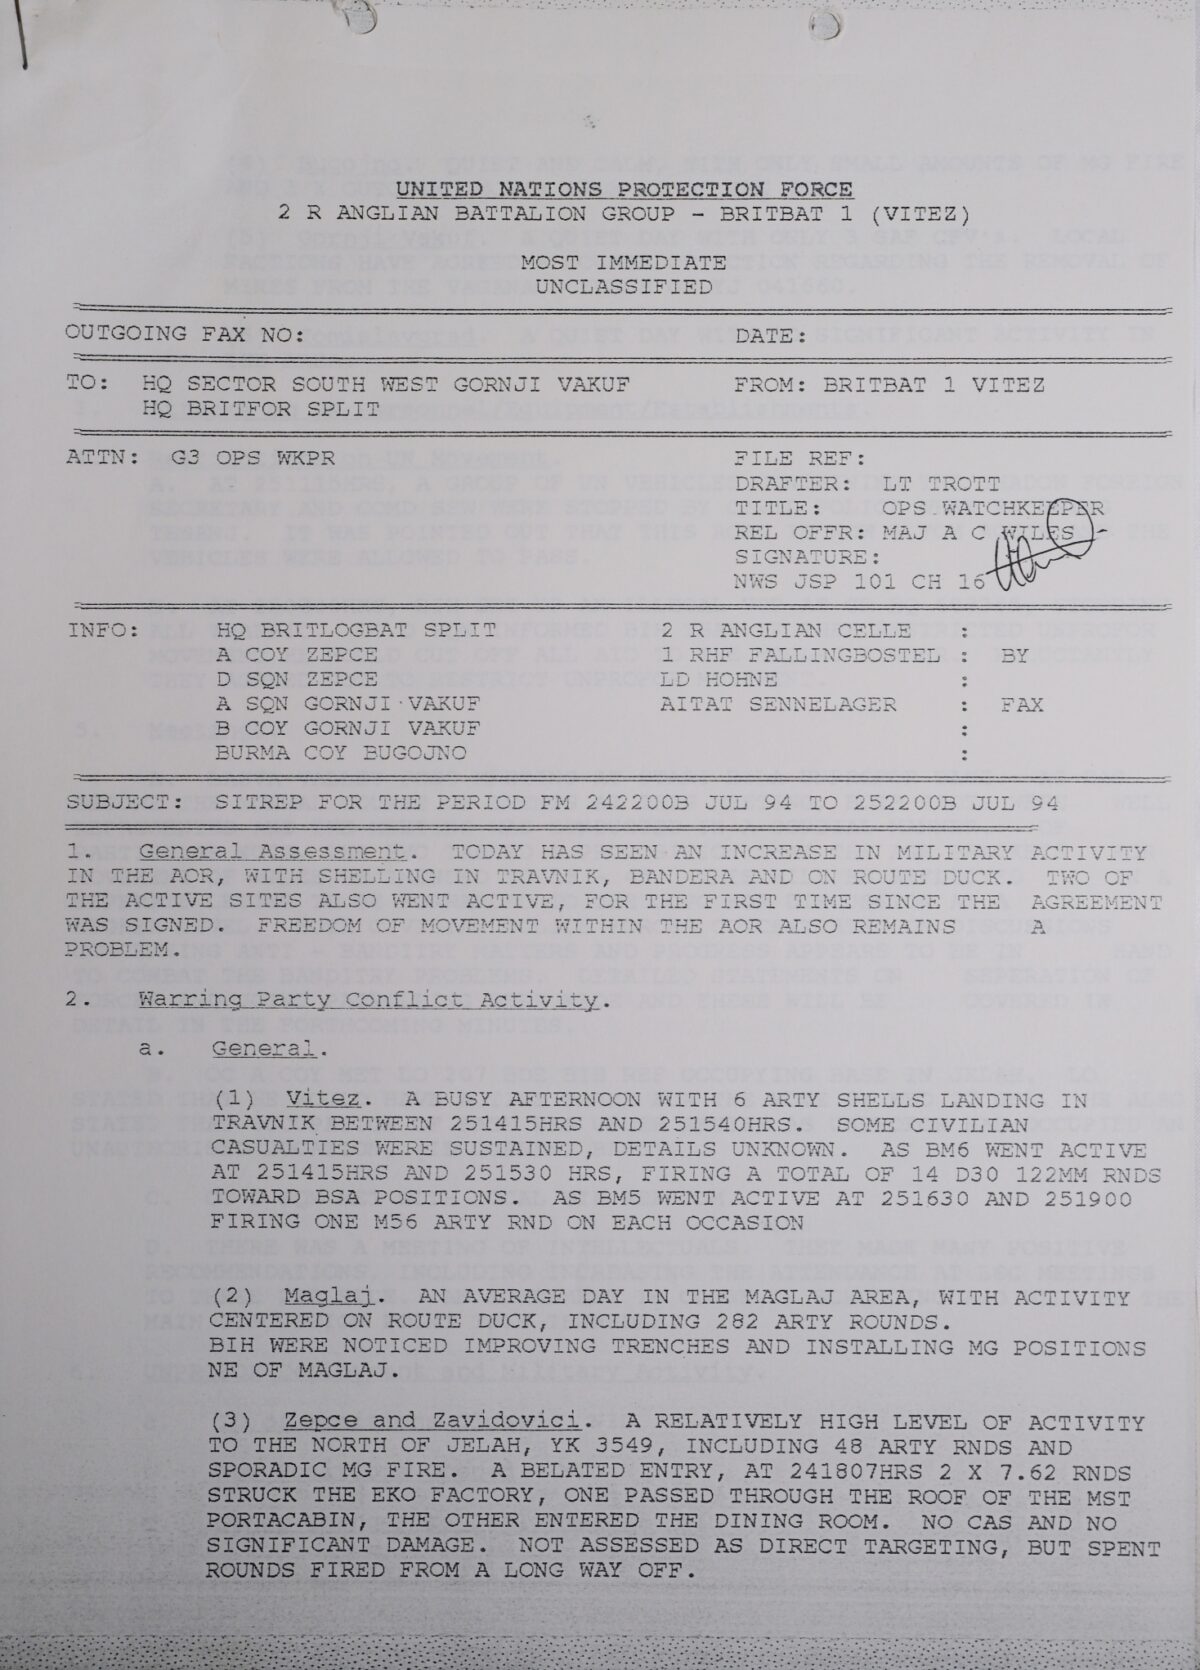 UNITED NATIONS PROTECTION FORCE
2 R ANGLIAN BATTALION GROUP - BRITBAT 1 (VITEZ)
MOST IMMEDIATE
UNCLASSIFIED
OUTGOING FAX NO: DATE:
TO: HQ SECTOR SOUTH WEST GORNJI VAKUF FROM: BRITBAT 1 VITEZ
HQ BRITFOR SPLIT
ATTN: G3 OPS WKPR FILE REF:
DRAFTER: LT TROTT
TITLE: OPS WATCHKEEPER
REL OFFR: MAJ A C WILES
SIGNATURE:
NWS JSP 101 CH 16
INFO: HQ BRITLOGBAT SPLIT 2 R ANGLIAN CELLE :
A COY ZEPCE 1 RHF FALLINGBOSTEL : BY
D SQN ZEPCE LD HOHNE :
A SQN GORNJI VAKUF AITAT SENNELAGER : FAX
B COY GORNJI VAKUF :
BURMA COY BUGOJNO :
SUBJECT: SITREP FOR THE PERIOD FM 242200B JUL 94 TO 252200B JUL 94
1. General Assessment. TODAY HAS SEEN AN INCREASE IN MILITARY ACTIVITY
IN THE AOR, WITH SHELLING IN TRAVNIK, BANDERA AND ON ROUTE DUCK. TWO OF
THE ACTIVE SITES ALSO WENT ACTIVE, FOR THE FIRST TIME SINCE THE AGREEMENT
WAS SIGNED. FREEDOM OF MOVEMENT WITHIN THE AOR ALSO REMAINS A
PROBLEM.
2. Warring Party Conflict Activity.
a. General.
(1) Vitez. A BUSY AFTERNOON WITH 6 ARTY SHELLS LANDING IN
TRAVNIK BETWEEN 251415HRS AND 251540HRS. SOME CIVILIAN
CASUALTIES WERE SUSTAINED, DETAILS UNKNOWN. AS BM6 WENT ACTIVE
AT 251415HRS AND 251530 HRS, FIRING A TOTAL OF 14 D30 122MM RNDS
TOWARD BSA POSITIONS. AS BM5 WENT ACTIVE AT 251630 AND 251900
FIRING ONE M56 ARTY RND ON EACH OCCASION
(2) Maglaj. AN AVERAGE DAY IN THE MAGLAJ AREA, WITH ACTIVITY
CENTERED ON ROUTE DUCK, INCLUDING 282 ARTY ROUNDS.
BIH WERE NOTICED IMPROVING TRENCHES AND INSTALLING MG POSITIONS
NE OF MAGLAJ.
(3) Zepce and Zavidovici. A RELATIVELY HIGH LEVEL OF ACTIVITY
TO THE NORTH OF JELAH, YK 3549, INCLUDING 48 ARTY RNDS AND
SPORADIC MG FIRE. A BELATED ENTRY, AT 241807HRS 2 X 7.62 RNDS
STRUCK THE EKO FACTORY, ONE PASSED THROUGH THE ROOF OF THE MST
PORTACABIN, THE OTHER ENTERED THE DINING ROOM. NO CAS AND NO
SIGNIFICANT DAMAGE. NOT ASSESSED AS DIRECT TARGETING, BUT SPENT
ROUNDS FIRED FROM A LONG WAY OFF.